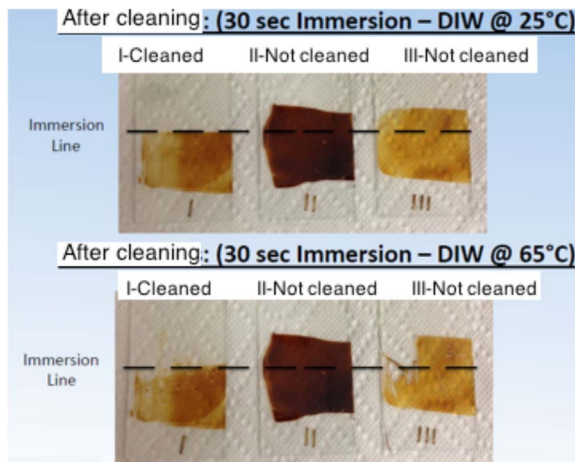 After cleaning: (30 sec Immersion – DIW @ 25°C)
I-Cleaned II-Not cleaned III-Not cleaned
Immersion
Line
I II III
After cleaning: (30 sec Immersion – DIW @ 65°C)
I-Cleaned II-Not cleaned III-Not cleaned
Immersion
Line
I II III